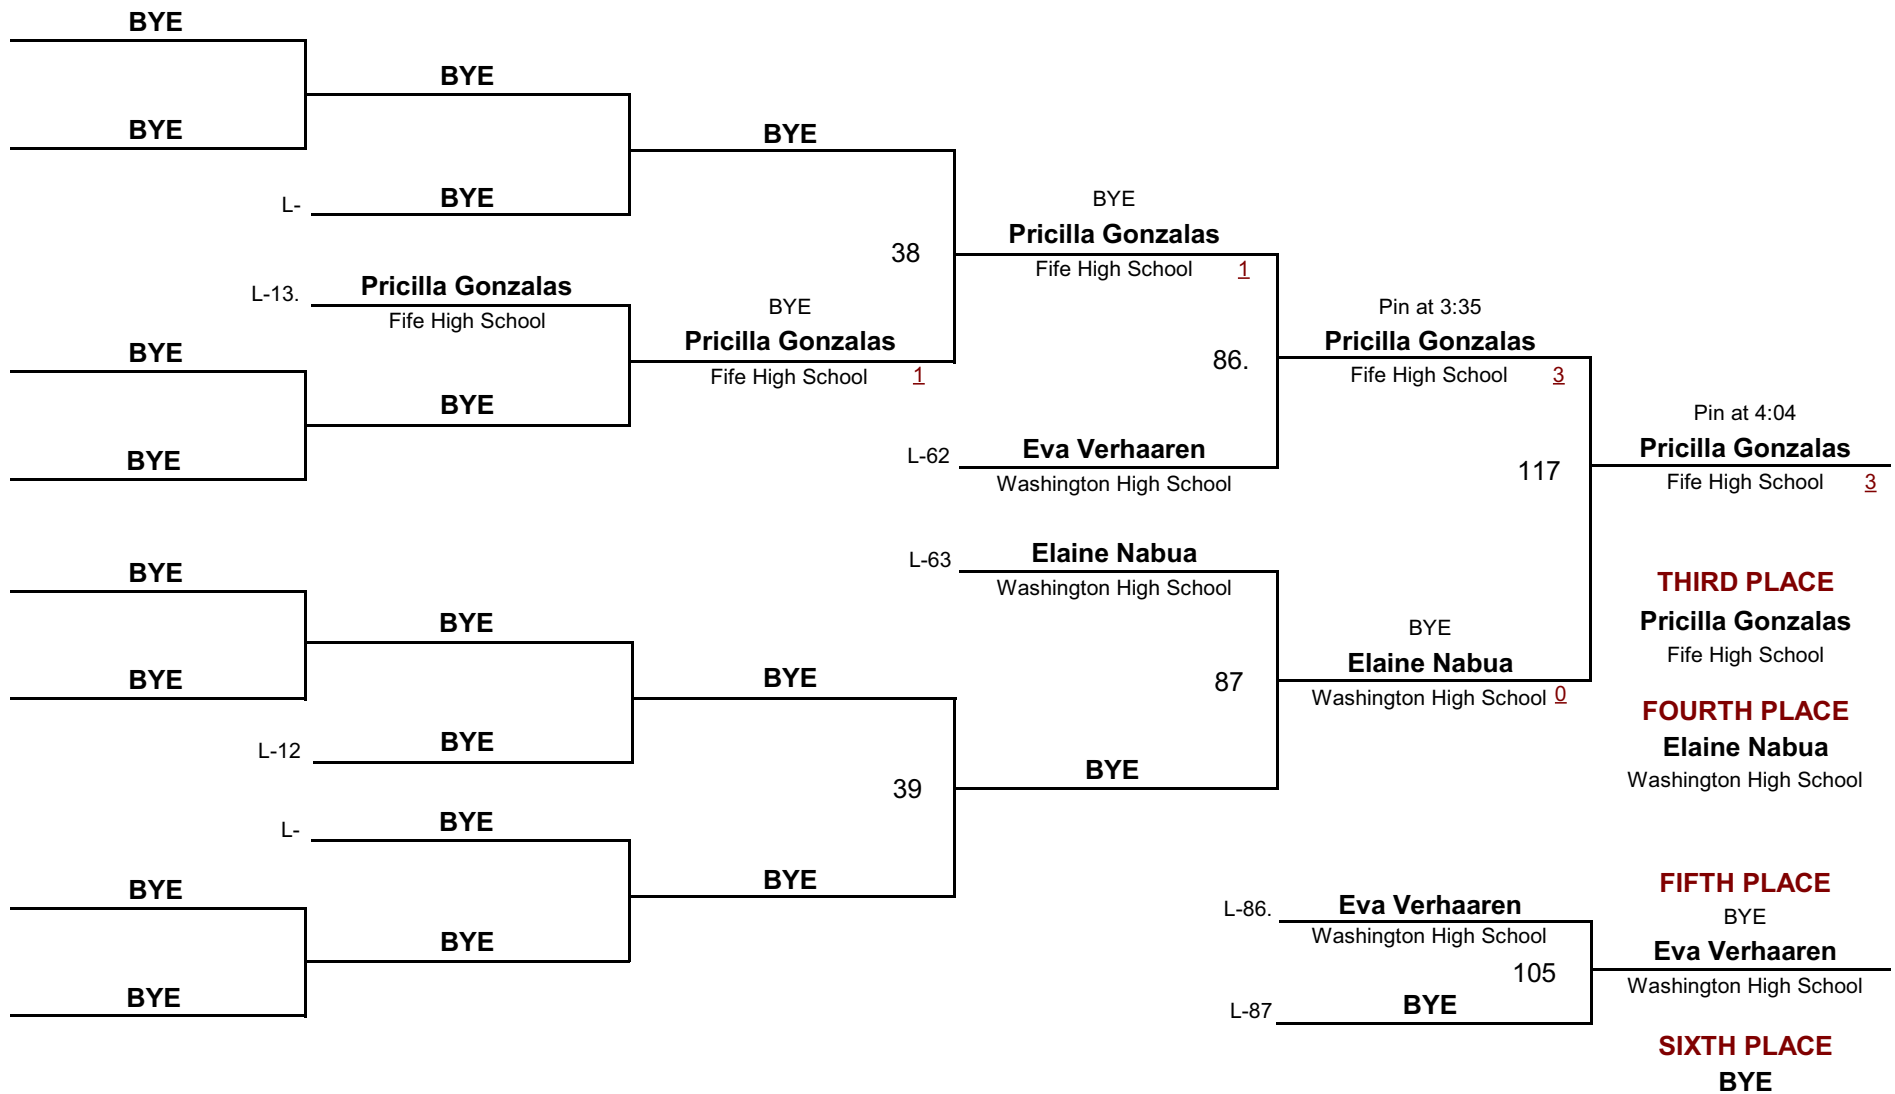 BYE
BYE
BYE
BYE
L- BYE
BYE
Pricilla Gonzalas
38
Fife High School 1
L-13. Pricilla Gonzalas
Fife High School
BYE
Pricilla Gonzalas
Fife High School 1
Pin at 3:35
Pricilla Gonzalas
Fife High School 3
BYE
86.
BYE
Pin at 4:04
Pricilla Gonzalas
Fife High School 3
BYE
L-62 Eva Verhaaren
Washington High School
117
L-63 Elaine Nabua
Washington High School
BYE
THIRD PLACE
Pricilla Gonzalas
Fife High School
BYE
BYE
Elaine Nabua
Washington High School 0
BYE
BYE
87
FOURTH PLACE
Elaine Nabua
Washington High School
L-12 BYE
BYE
39
L- BYE
BYE
BYE
FIFTH PLACE
BYE
Eva Verhaaren
Washington High School
L-86. Eva Verhaaren
Washington High School
BYE
105
BYE
L-87 BYE
SIXTH PLACE
BYE